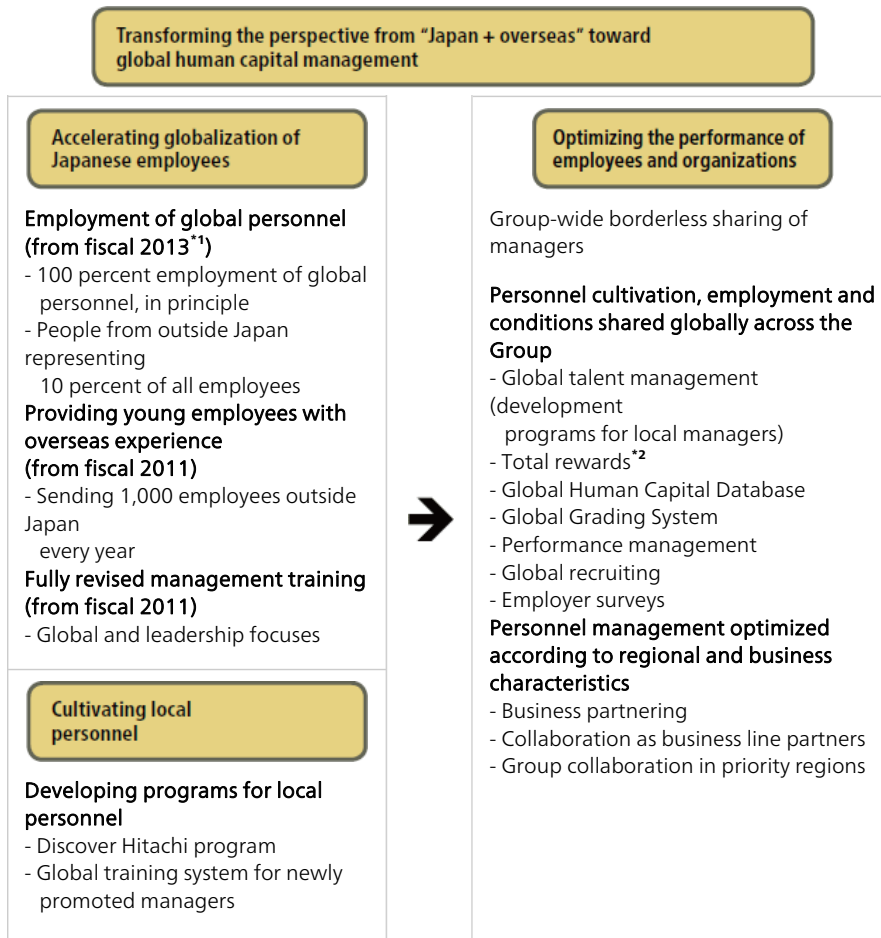 Transforming the perspective from “Japan + overseas” toward
global human capital management
Accelerating globalization of
Japanese employees
Employment of global personnel
(from fiscal 2013*1)
- 100 percent employment of global
personnel, in principle
- People from outside Japan
representing
10 percent of all employees
Providing young employees with
overseas experience
(from fiscal 2011)
- Sending 1,000 employees outside
Japan
every year
Fully revised management training
(from fiscal 2011)
- Global and leadership focuses
Cultivating local
personnel
Developing programs for local
personnel
- Discover Hitachi program
- Global training system for newly
promoted managers
Optimizing the performance of
employees and organizations
Group-wide borderless sharing of
managers
Personnel cultivation, employment and
conditions shared globally across the
Group
- Global talent management
(development
programs for local managers)
- Total rewards*2
- Global Human Capital Database
- Global Grading System
- Performance management
- Global recruiting
- Employer surveys
Personnel management optimized
according to regional and business
characteristics
- Business partnering
- Collaboration as business line partners
- Group collaboration in priority regions